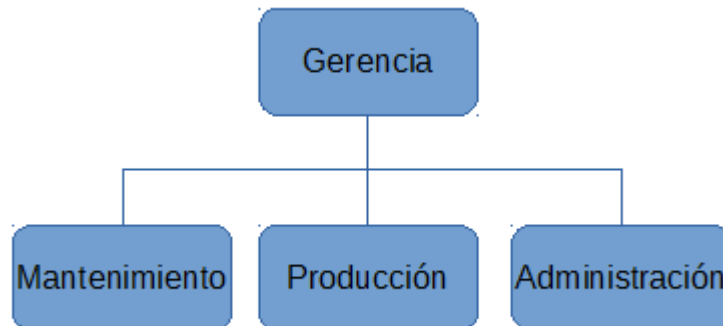 Gerencia
Mantenimiento
Producción
Administración